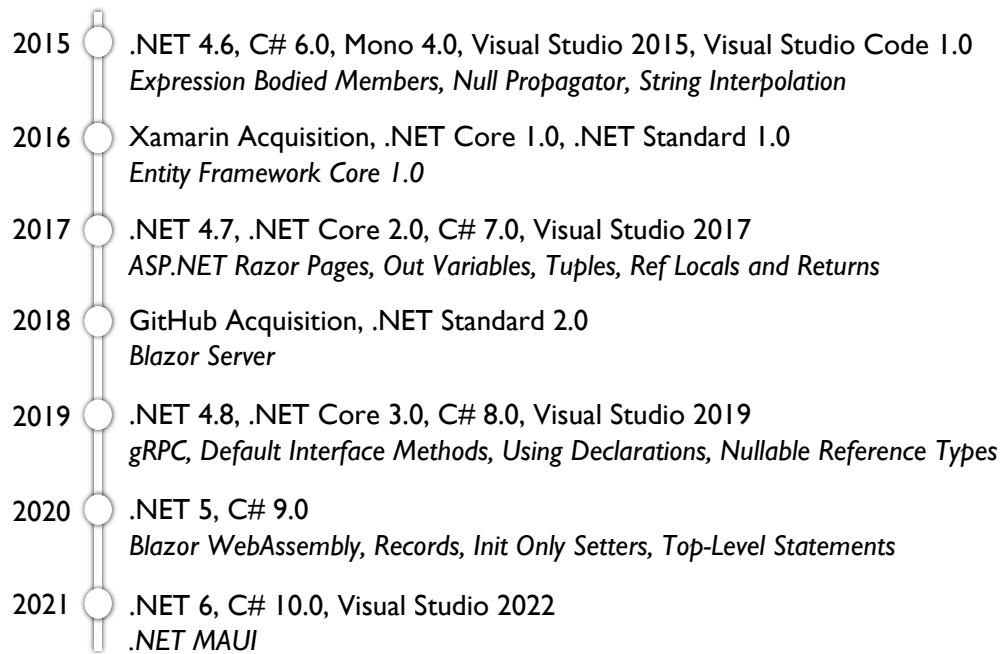 2015 .NET 4.6, C# 6.0, Mono 4.0, Visual Studio 2015, Visual Studio Code 1.0
Expression Bodied Members, Null Propagator, String Interpolation
2016 Xamarin Acquisition, .NET Core 1.0, .NET Standard 1.0
Entity Framework Core 1.0
2017 .NET 4.7, .NET Core 2.0, C# 7.0, Visual Studio 2017
ASP.NET Razor Pages, Out Variables, Tuples, Ref Locals and Returns
2018 GitHub Acquisition, .NET Standard 2.0
Blazor Server
2019 .NET 4.8, .NET Core 3.0, C# 8.0, Visual Studio 2019
gRPC, Default Interface Methods, Using Declarations, Nullable Reference Types
2020 .NET 5, C# 9.0
Blazor WebAssembly, Records, Init Only Setters, Top-Level Statements
2021 .NET 6, C# 10.0, Visual Studio 2022
.NET MAUI